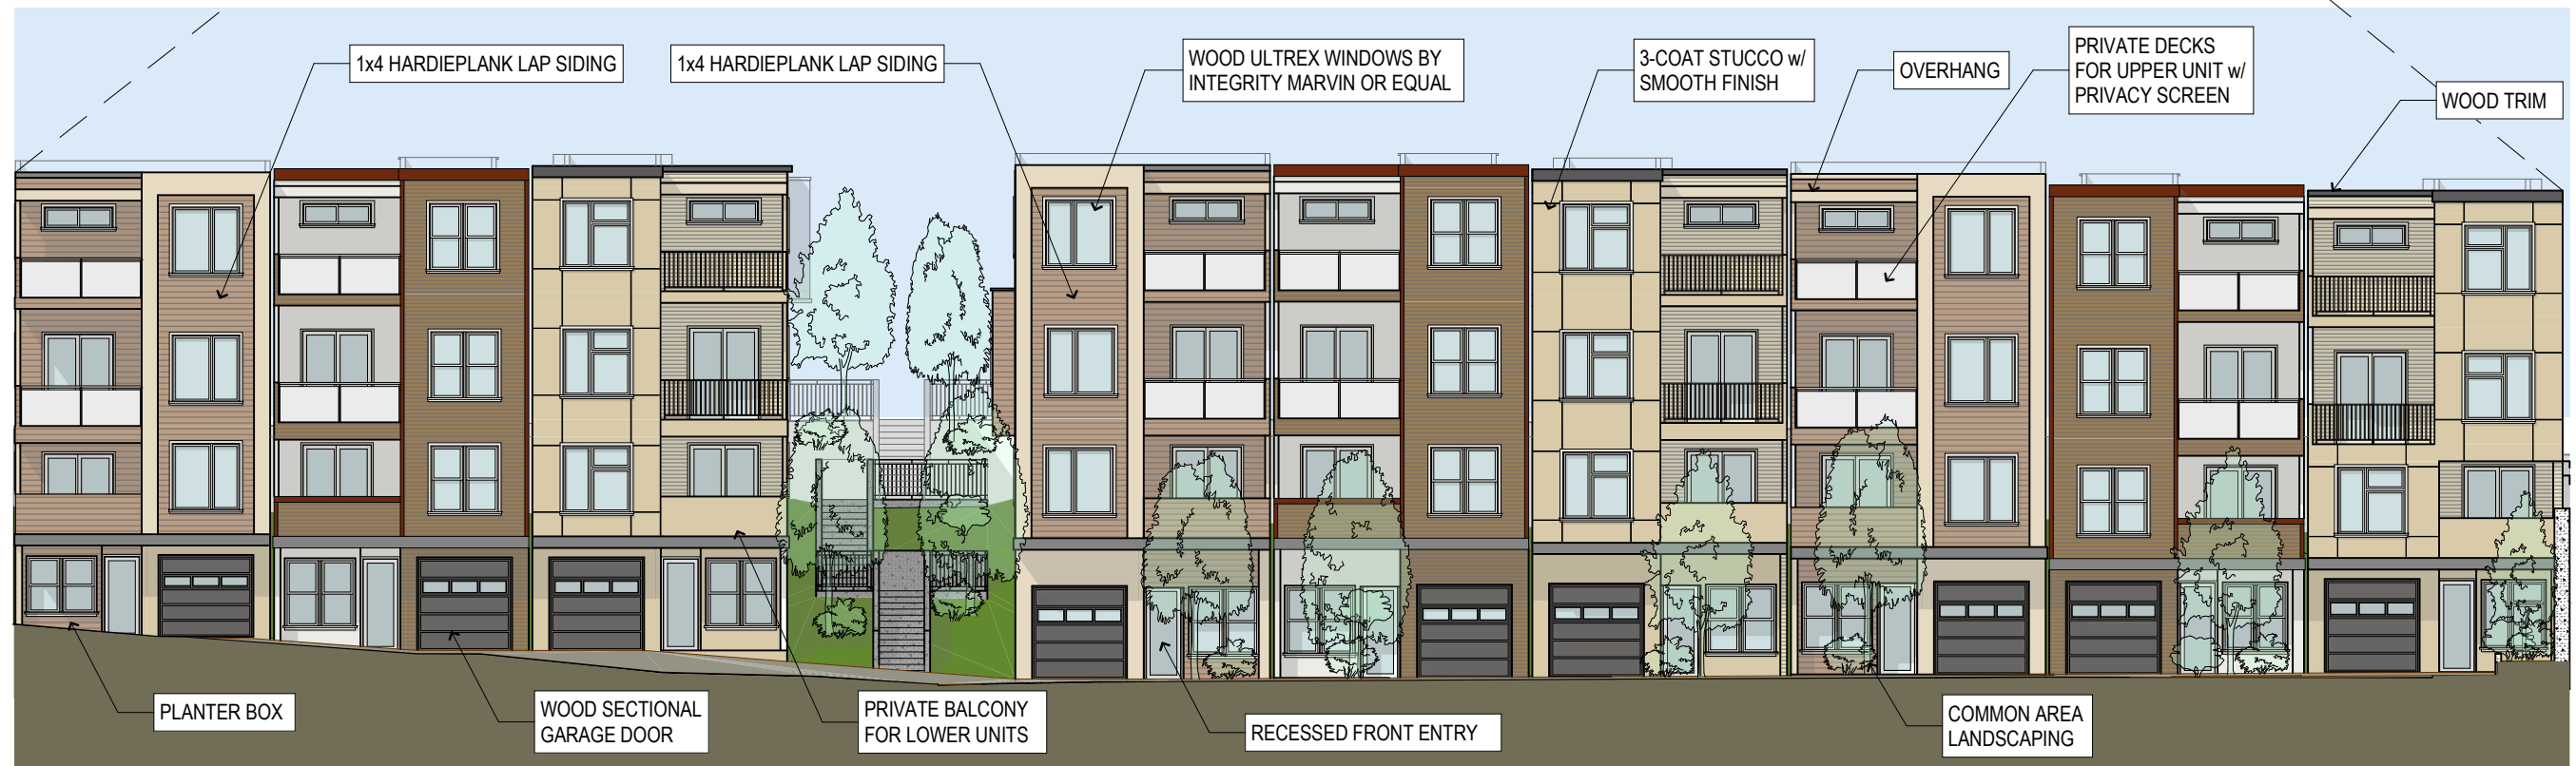 1x4 HARDIEPLANK LAP SIDING
1x4 HARDIEPLANK LAP SIDING
WOOD ULTREX WINDOWS BY
INTEGRITY MARVIN OR EQUAL
3-COAT STUCCO w/
SMOOTH FINISH
OVERHANG
PRIVATE DECKS
FOR UPPER UNIT w/
PRIVACY SCREEN
WOOD TRIM
PLANTER BOX
WOOD SECTIONAL
GARAGE DOOR
PRIVATE BALCONY
FOR LOWER UNITS
RECESSED FRONT ENTRY
COMMON AREA
LANDSCAPING